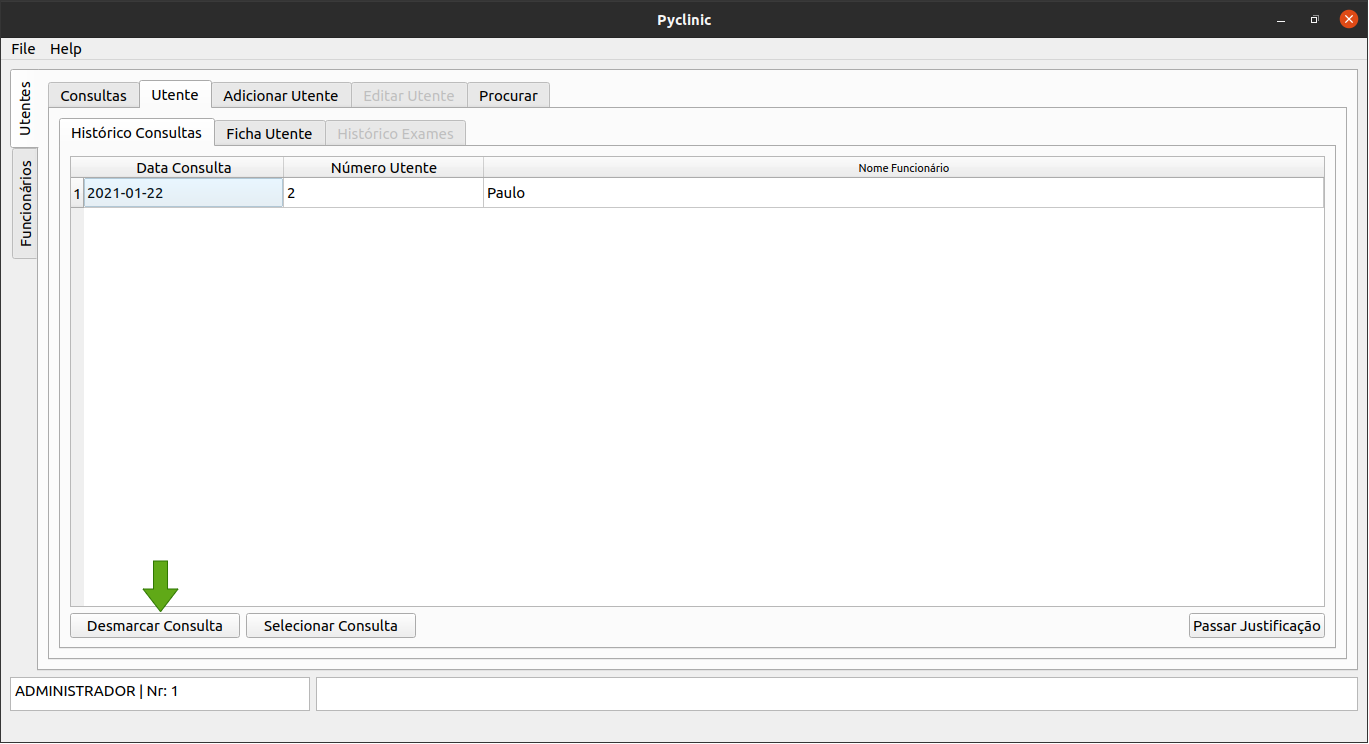 Pyclinic
File Help
Utentes
Funcionários
Consultas Utente Adicionar Utente Editar Utente Procurar
Histórico Consultas Ficha Utente Histórico Exames
Data Consulta Número Utente Nome Funcionário
1 2021-01-22 2 Paulo
Desmarcar Consulta Selecionar Consulta Passar Justificação
ADMINISTRADOR | Nr: 1